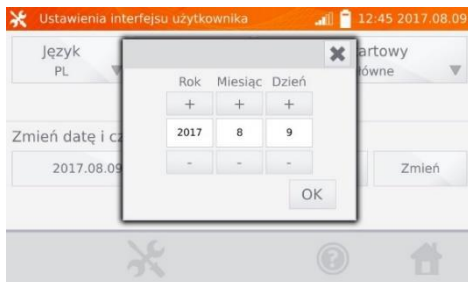 Ustawienia interfejsu użytkownika 12:45 2017.08.09
Język
PL
artowy
łówne
Rok Miesiąc Dzień
+ + +
2017 8 9
- - -
OK
Zmień datę i cz
2017.08.09
Zmień